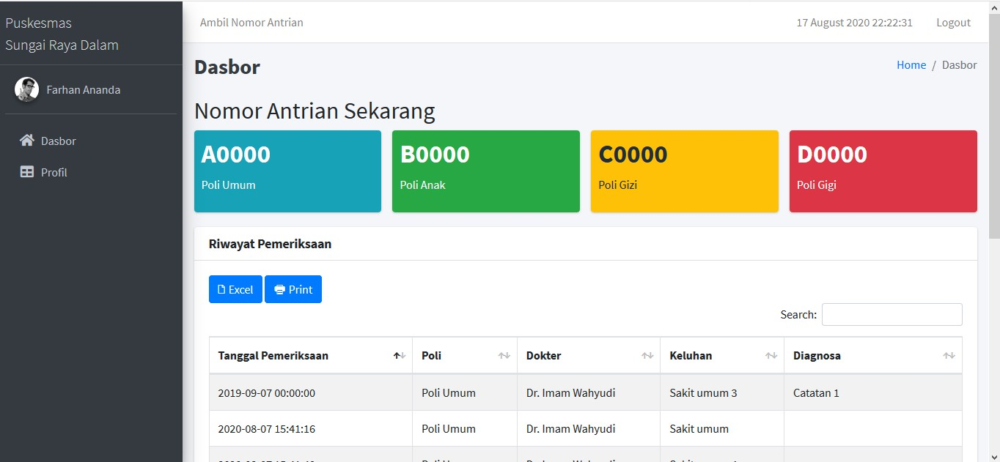 Puskesmas
Sungai Raya Dalam
Farhan Ananda
Dasbor
Profil
Ambil Nomor Antrian 17 August 2020 22:22:31 Logout
Dasbor Home / Dasbor
Nomor Antrian Sekarang
A0000 B0000 C0000 D0000
Poli Umum Poli Anak Poli Gizi Poli Gigi
Riwayat Pemeriksaan
Excel Print
Search:
Tanggal Pemeriksaan Poli Dokter Keluhan Diagnosa
2019-09-07 00:00:00 Poli Umum Dr. Imam Wahyudi Sakit umum 3 Catatan 1
2020-08-07 15:41:16 Poli Umum Dr. Imam Wahyudi Sakit umum